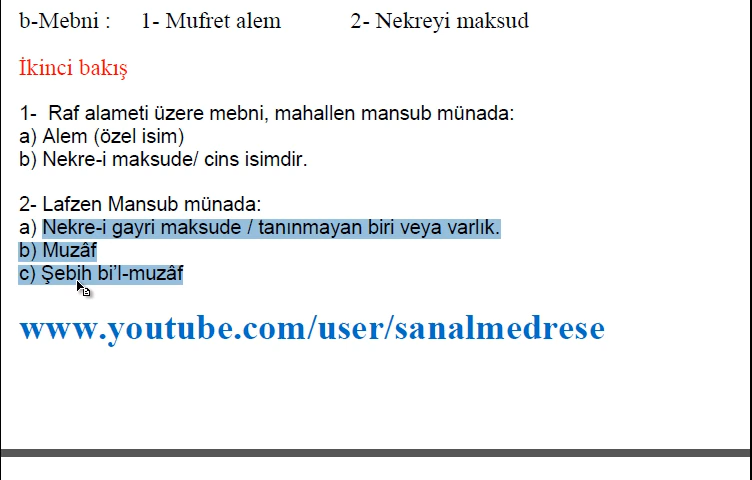 b-Mebni : 1- Mufret alem 2- Nekreyi maksud
İkinci bakış
1- Raf alameti üzere mebni, mahallen mansub münada:
a) Alem (özel isim)
b) Nekre-i maksude/ cins isimdir.
2- Lafzen Mansub münada:
a) Nekre-i gayri maksude / tanınmayan biri veya varlık.
b) Muzâf
c) Şebih bi’l-muzâf
www.youtube.com/user/sanalmedrese